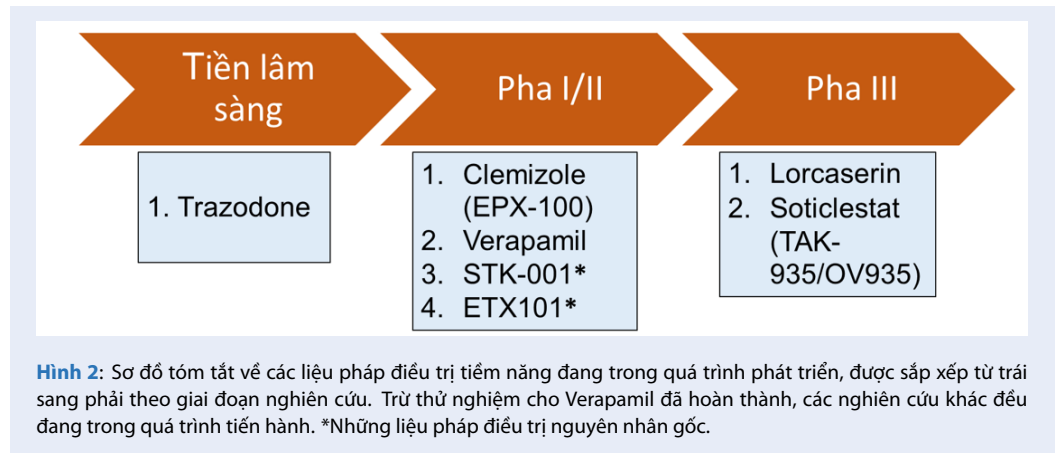 Tiền lâm
sàng
Pha I/II
Pha III
1. Trazodone
1. Clemizole
(EPX-100)
2. Verapamil
3. STK-001*
4. ETX101*
1. Lorcaserin
2. Soticlestat
(TAK-
935/OV935)
Hình 2: Sơ đồ tóm tắt về các liệu pháp điều trị tiềm năng đang trong quá trình phát triển, được sắp xếp từ trái
sang phải theo giai đoạn nghiên cứu. Trừ thử nghiệm cho Verapamil đã hoàn thành, các nghiên cứu khác đều
đang trong quá trình tiến hành. *Những liệu pháp điều trị nguyên nhân gốc.